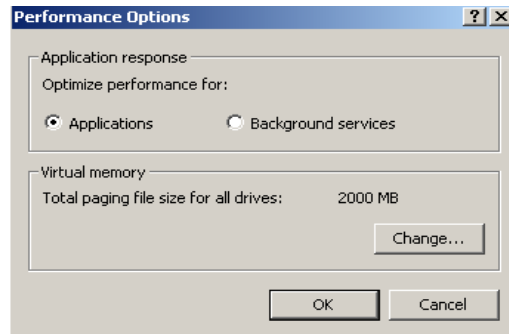 Performance Options
Application response
Optimize performance for:
Applications Background services
Virtual memory
Total paging file size for all drives: 2000 MB
Change...
OK Cancel